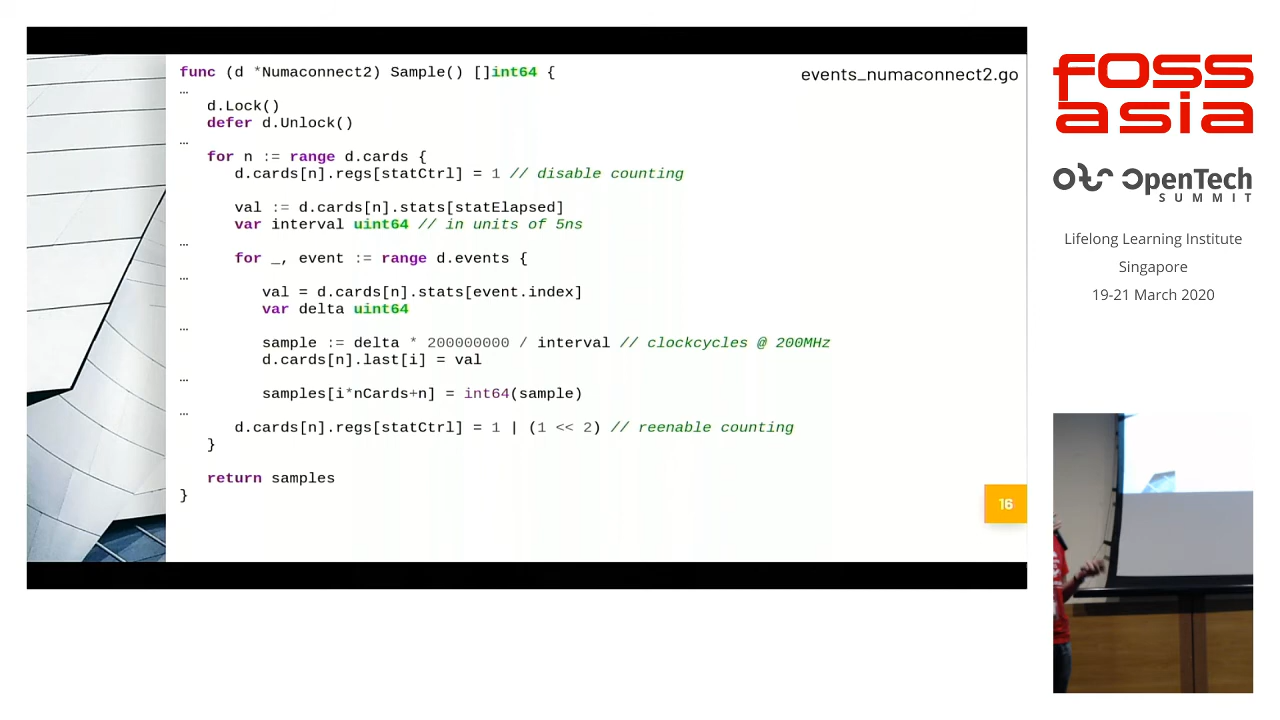 func (d *Numaconnect2) Sample() []int64 {
events_numaconnect2.go
…
d.Lock()
defer d.Unlock()
…
for n := range d.cards {
d.cards[n].regs[statCtrl] = 1 // disable counting
val := d.cards[n].stats[statElapsed]
var interval uint64 // in units of 5ns
…
for _, event := range d.events {
…
val = d.cards[n].stats[event.index]
var delta uint64
…
sample := delta * 200000000 / interval // clockcycles @ 200MHz
d.cards[n].last[i] = val
…
samples[i*nCards+n] = int64(sample)
…
d.cards[n].regs[statCtrl] = 1 | (1 << 2) // reenable counting
}
return samples
}
16
foss
asia
OpenTech
SUMMIT
Lifelong Learning Institute
Singapore
19-21 March 2020